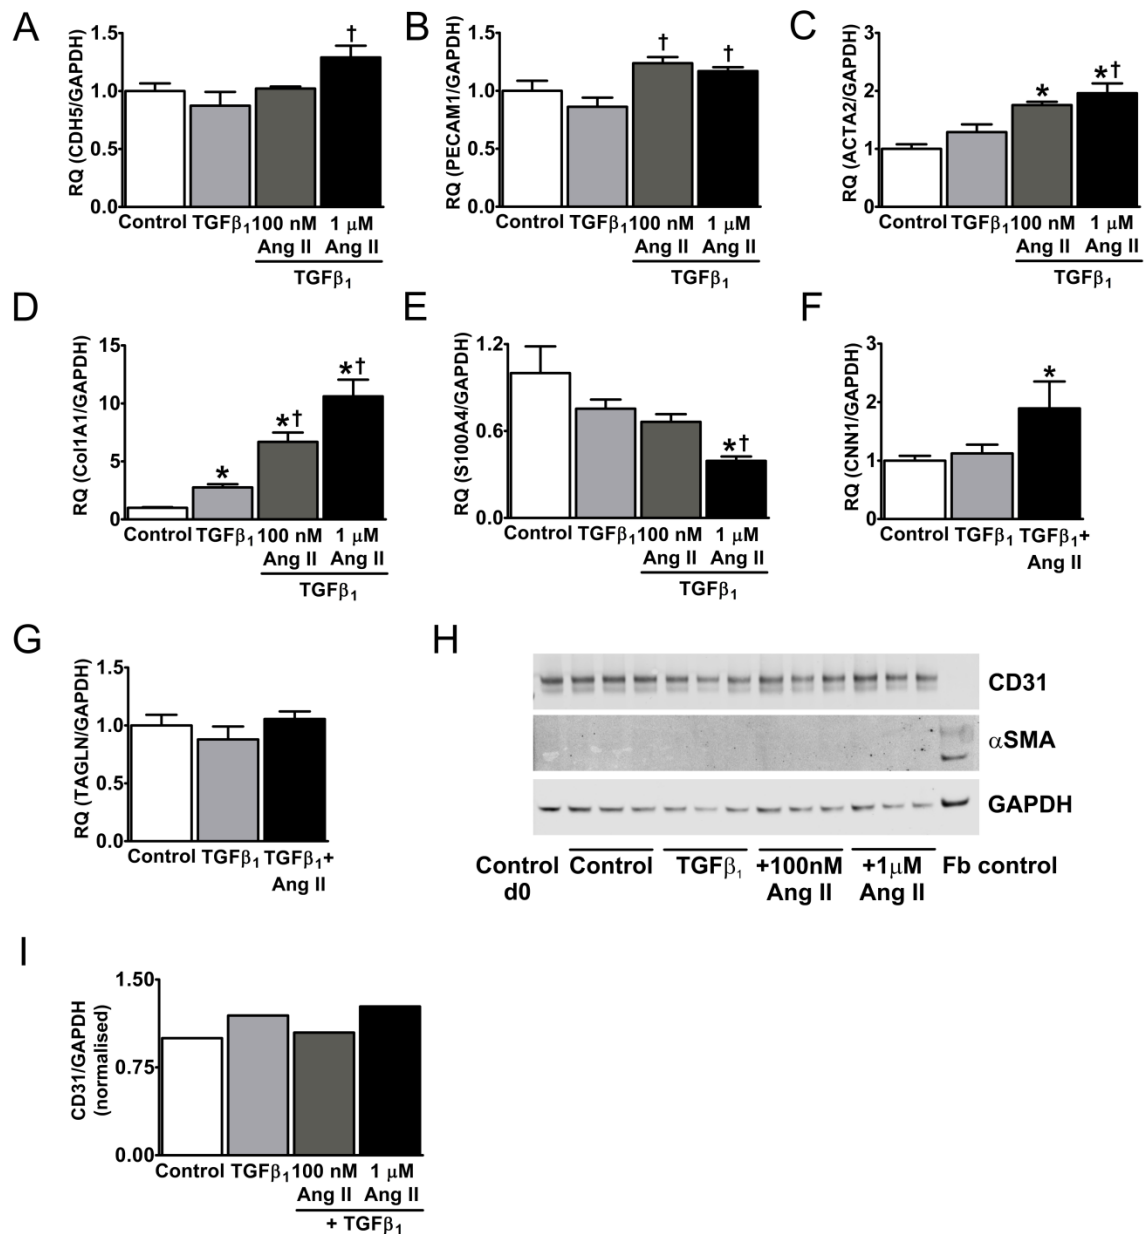 A
RQ (CDH5/GAPDH)
1.5
1.0
0.5
0.0
†
Control TGFβ₁ 100 nM 1 μM
Ang II Ang II
TGFβ₁
B
RQ (PECAM1/GAPDH)
1.5
1.0
0.5
0.0
† †
Control TGFβ₁ 100 nM 1 μM
Ang II Ang II
TGFβ₁
C
RQ (ACTA2/GAPDH)
3
2
1
0
* *†
Control TGFβ₁ 100 nM 1 μM
Ang II Ang II
TGFβ₁
D
RQ (Col1A1/GAPDH)
15
10
5
0
* *† *†
Control TGFβ₁ 100 nM 1 μM
Ang II Ang II
TGFβ₁
E
RQ (S100A4/GAPDH)
1.2
0.6
0.0
*†
Control TGFβ₁ 100 nM 1 μM
Ang II Ang II
TGFβ₁
F
RQ (CNN1/GAPDH)
3
2
1
0
*
Control TGFβ₁ TGFβ₁+
Ang II
G
RQ (TAGLN/GAPDH)
1.5
1.0
0.5
0.0
Control TGFβ₁ TGFβ₁+
Ang II
H
CD31
αSMA
GAPDH
Control Control TGFβ₁ +100nM +1μM Fb control
d0 Ang II Ang II
I
CD31/GAPDH
(normalised)
1.50
0.75
0.00
Control TGFβ₁ 100 nM 1 μM
Ang II Ang II
+ TGFβ₁